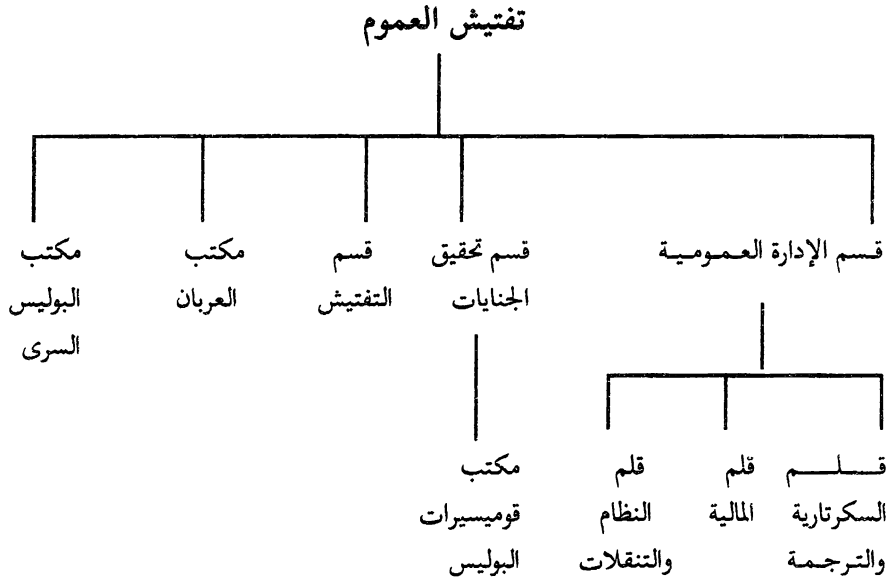 تفتيش العموم
قسم الإدارة العمومية
قسم تحقيق
الجنايات
قسم
التفتيش
مكتب
العربان
مكتب
البوليس
السرى
قلم
السكرتارية
والترجمة
قلم
المالية
قلم
النظام
والتنقلات
مكتب
قوميسيرات
البوليس